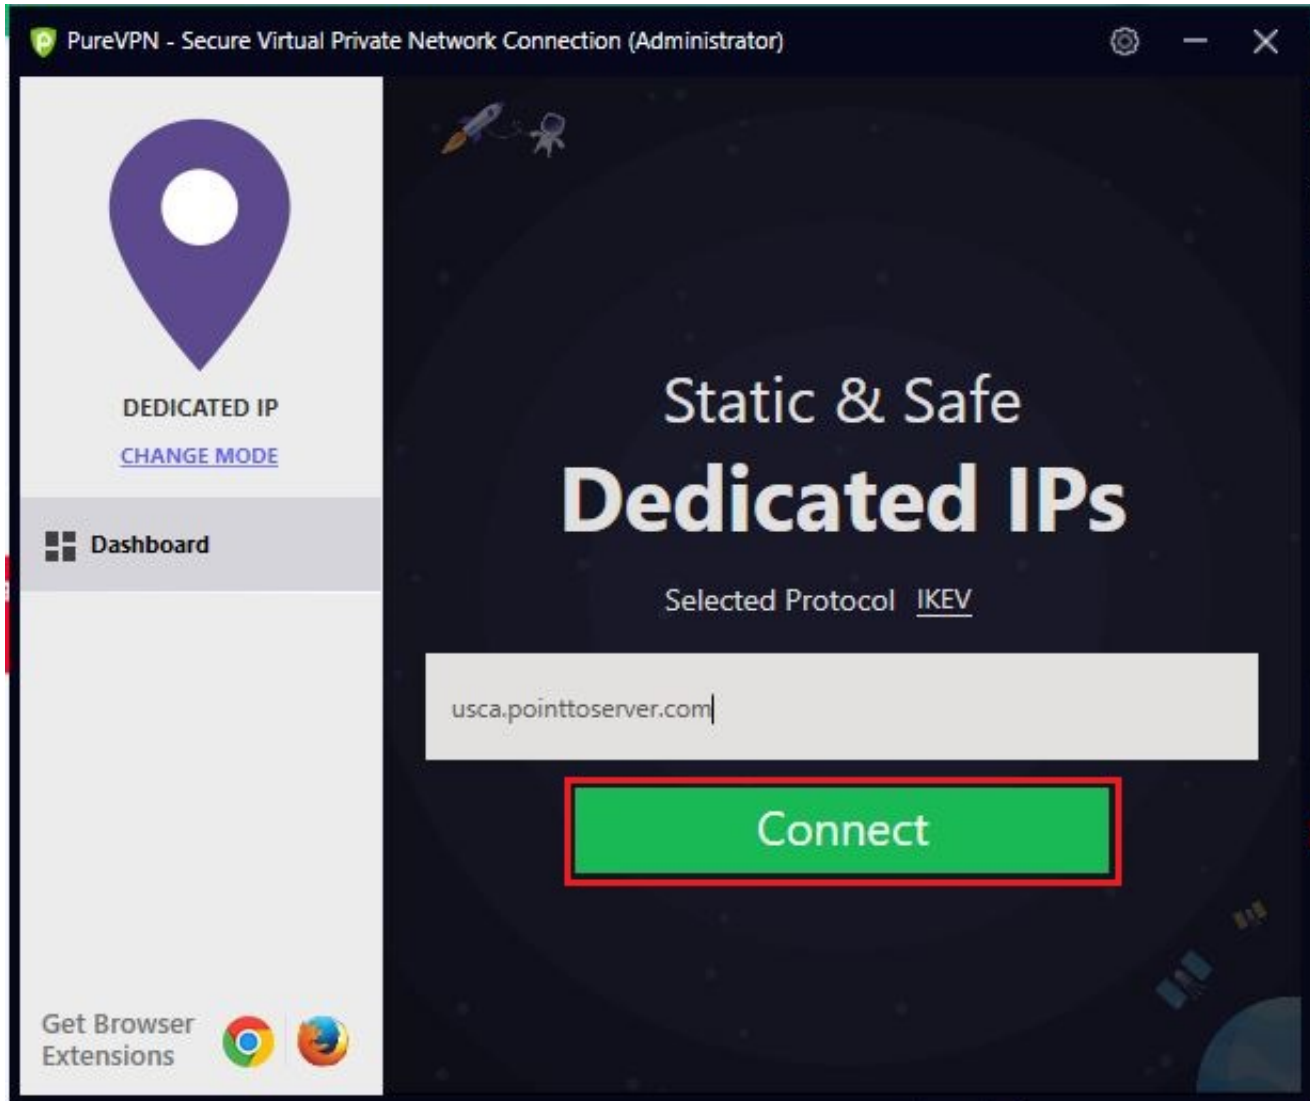 PureVPN - Secure Virtual Private Network Connection (Administrator)
DEDICATED IP
CHANGE MODE
Dashboard
Get Browser
Extensions
Static & Safe
Dedicated IPs
Selected Protocol IKEV
usca.pointtoserver.com
Connect